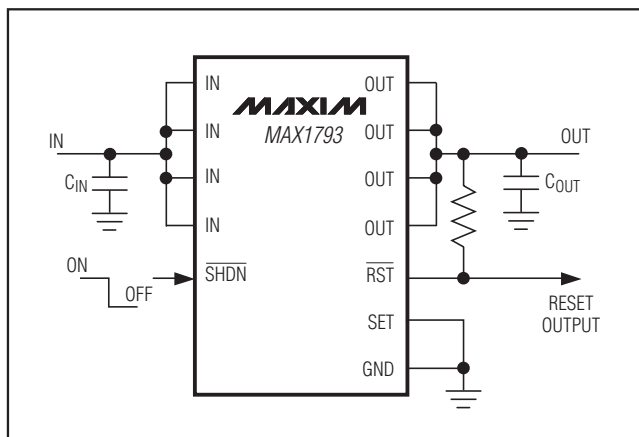 IN OUT
MAXIM
MAX1793
IN OUT
IN OUT
C_IN
IN OUT
C_OUT
IN OUT
ON
OFF
SHDN
RST
RESET
OUTPUT
SET
GND